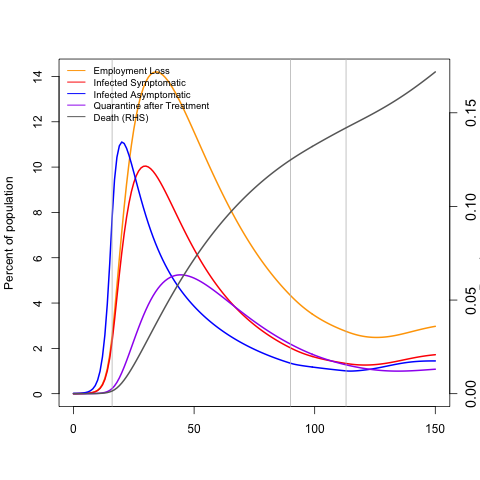 Employment Loss
Infected Symptomatic
Infected Asymptomatic
Quarantine after Treatment
Death (RHS)
Percent of population
14
12
10
8
6
4
2
0
0.15
0.10
0.05
0.00
0 50 100 150